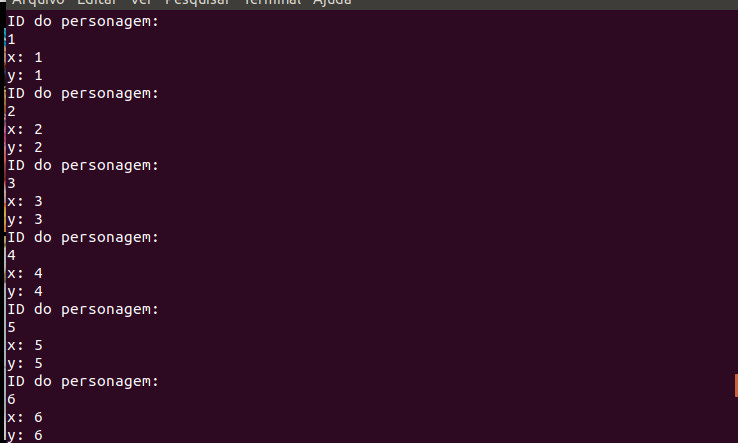 Arquivo Editar Ver Pesquisar Terminal Ajuda
ID do personagem:
1
x: 1
y: 1
ID do personagem:
2
x: 2
y: 2
ID do personagem:
3
x: 3
y: 3
ID do personagem:
4
x: 4
y: 4
ID do personagem:
5
x: 5
y: 5
ID do personagem:
6
x: 6
y: 6